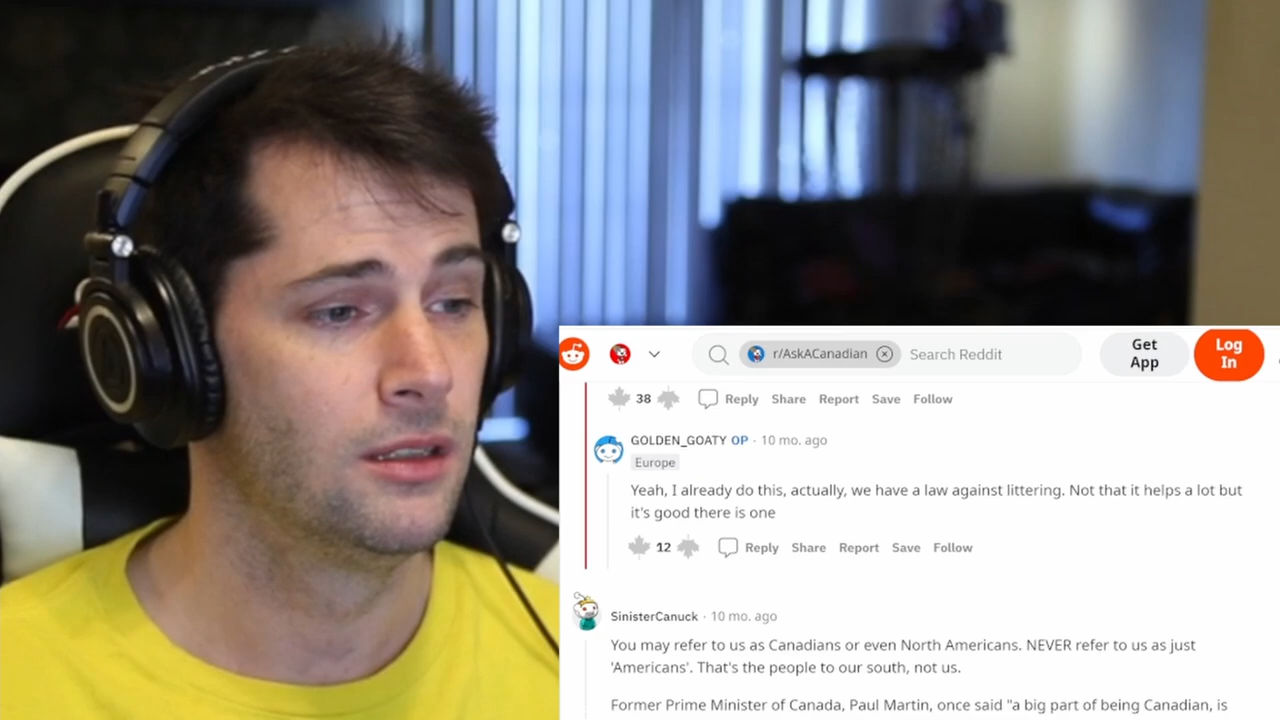 r/AskACanadian
Search Reddit
Get
App
Log
In
38
Reply
Share
Report
Save
Follow
GOLDEN_GOATY OP · 10 mo. ago
Europe
Yeah, I already do this, actually, we have a law against littering. Not that it helps a lot but
it's good there is one
12
Reply
Share
Report
Save
Follow
SinisterCanuck · 10 mo. ago
You may refer to us as Canadians or even North Americans. NEVER refer to us as just
'Americans'. That's the people to our south, not us.
Former Prime Minister of Canada, Paul Martin, once said "a big part of being Canadian, is